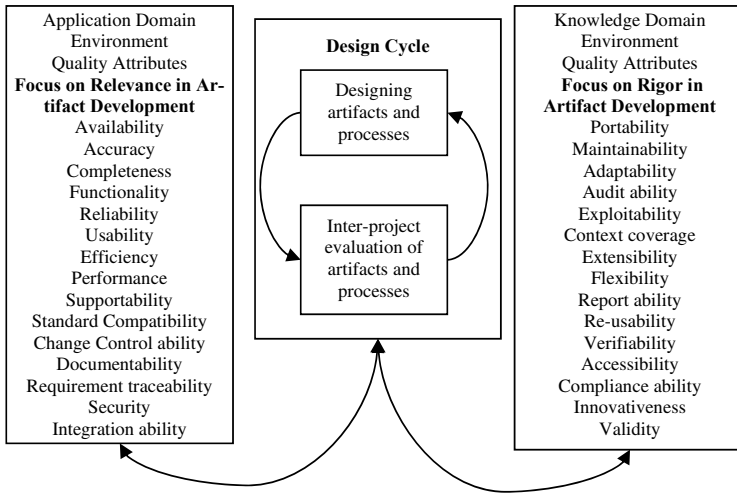 Application Domain
Environment
Quality Attributes
Focus on Relevance in Ar-
tifact Development
Availability
Accuracy
Completeness
Functionality
Reliability
Usability
Efficiency
Performance
Supportability
Standard Compatibility
Change Control ability
Documentability
Requirement traceability
Security
Integration ability
Design Cycle
Designing
artifacts and
processes
Inter-project
evaluation of
artifacts and
processes
Knowledge Domain
Environment
Quality Attributes
Focus on Rigor in
Artifact Development
Portability
Maintainability
Adaptability
Audit ability
Exploitability
Context coverage
Extensibility
Flexibility
Report ability
Re-usability
Verifiability
Accessibility
Compliance ability
Innovativeness
Validity